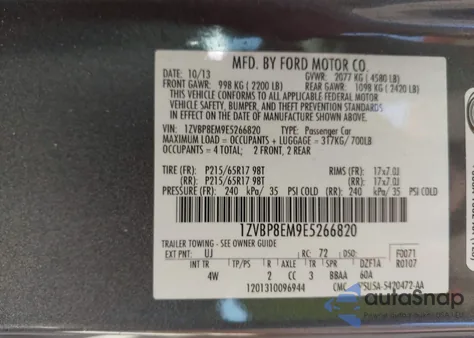 MFD. BY FORD MOTOR CO.
DATE: 10/13 GVWR: 2077 KG ( 4580 LB)
FRONT GAWR: 998 KG ( 2200 LB) REAR GAWR: 1098 KG ( 2420 LB)
THIS VEHICLE CONFORMS TO ALL APPLICABLE FEDERAL MOTOR
VEHICLE SAFETY, BUMPER, AND THEFT PREVENTION STANDARDS
IN EFFECT ON THE DATE OF MANUFACTURE SHOWN ABOVE.
VIN: 1ZVBP8EM9E5266820 TYPE: Passenger Car
MAXIMUM LOAD = OCCUPANTS + LUGGAGE = 317KG/ 700LB
OCCUPANTS = 4 TOTAL: 2 FRONT, 2 REAR
TIRE (FR): P215/65R17 98T RIMS (FR): 17x7.0J
(RR): P215/65R17 98T (RR): 17x7.0J
PRESSURE (FR): 240 kPa/ 35 PSI COLD (RR): 240 kPa/ 35 PSI COLD
1ZVBP8EM9E5266820
TRAILER TOWING - SEE OWNER GUIDE
EXT PNT: UJ RC: 72 DSO: F0071
INT TR TP/PS R AXLE TR SPR DZF1A R0107
4W 2 CC 3 BBAA 60A
1201310096944 CMC
autoSnap